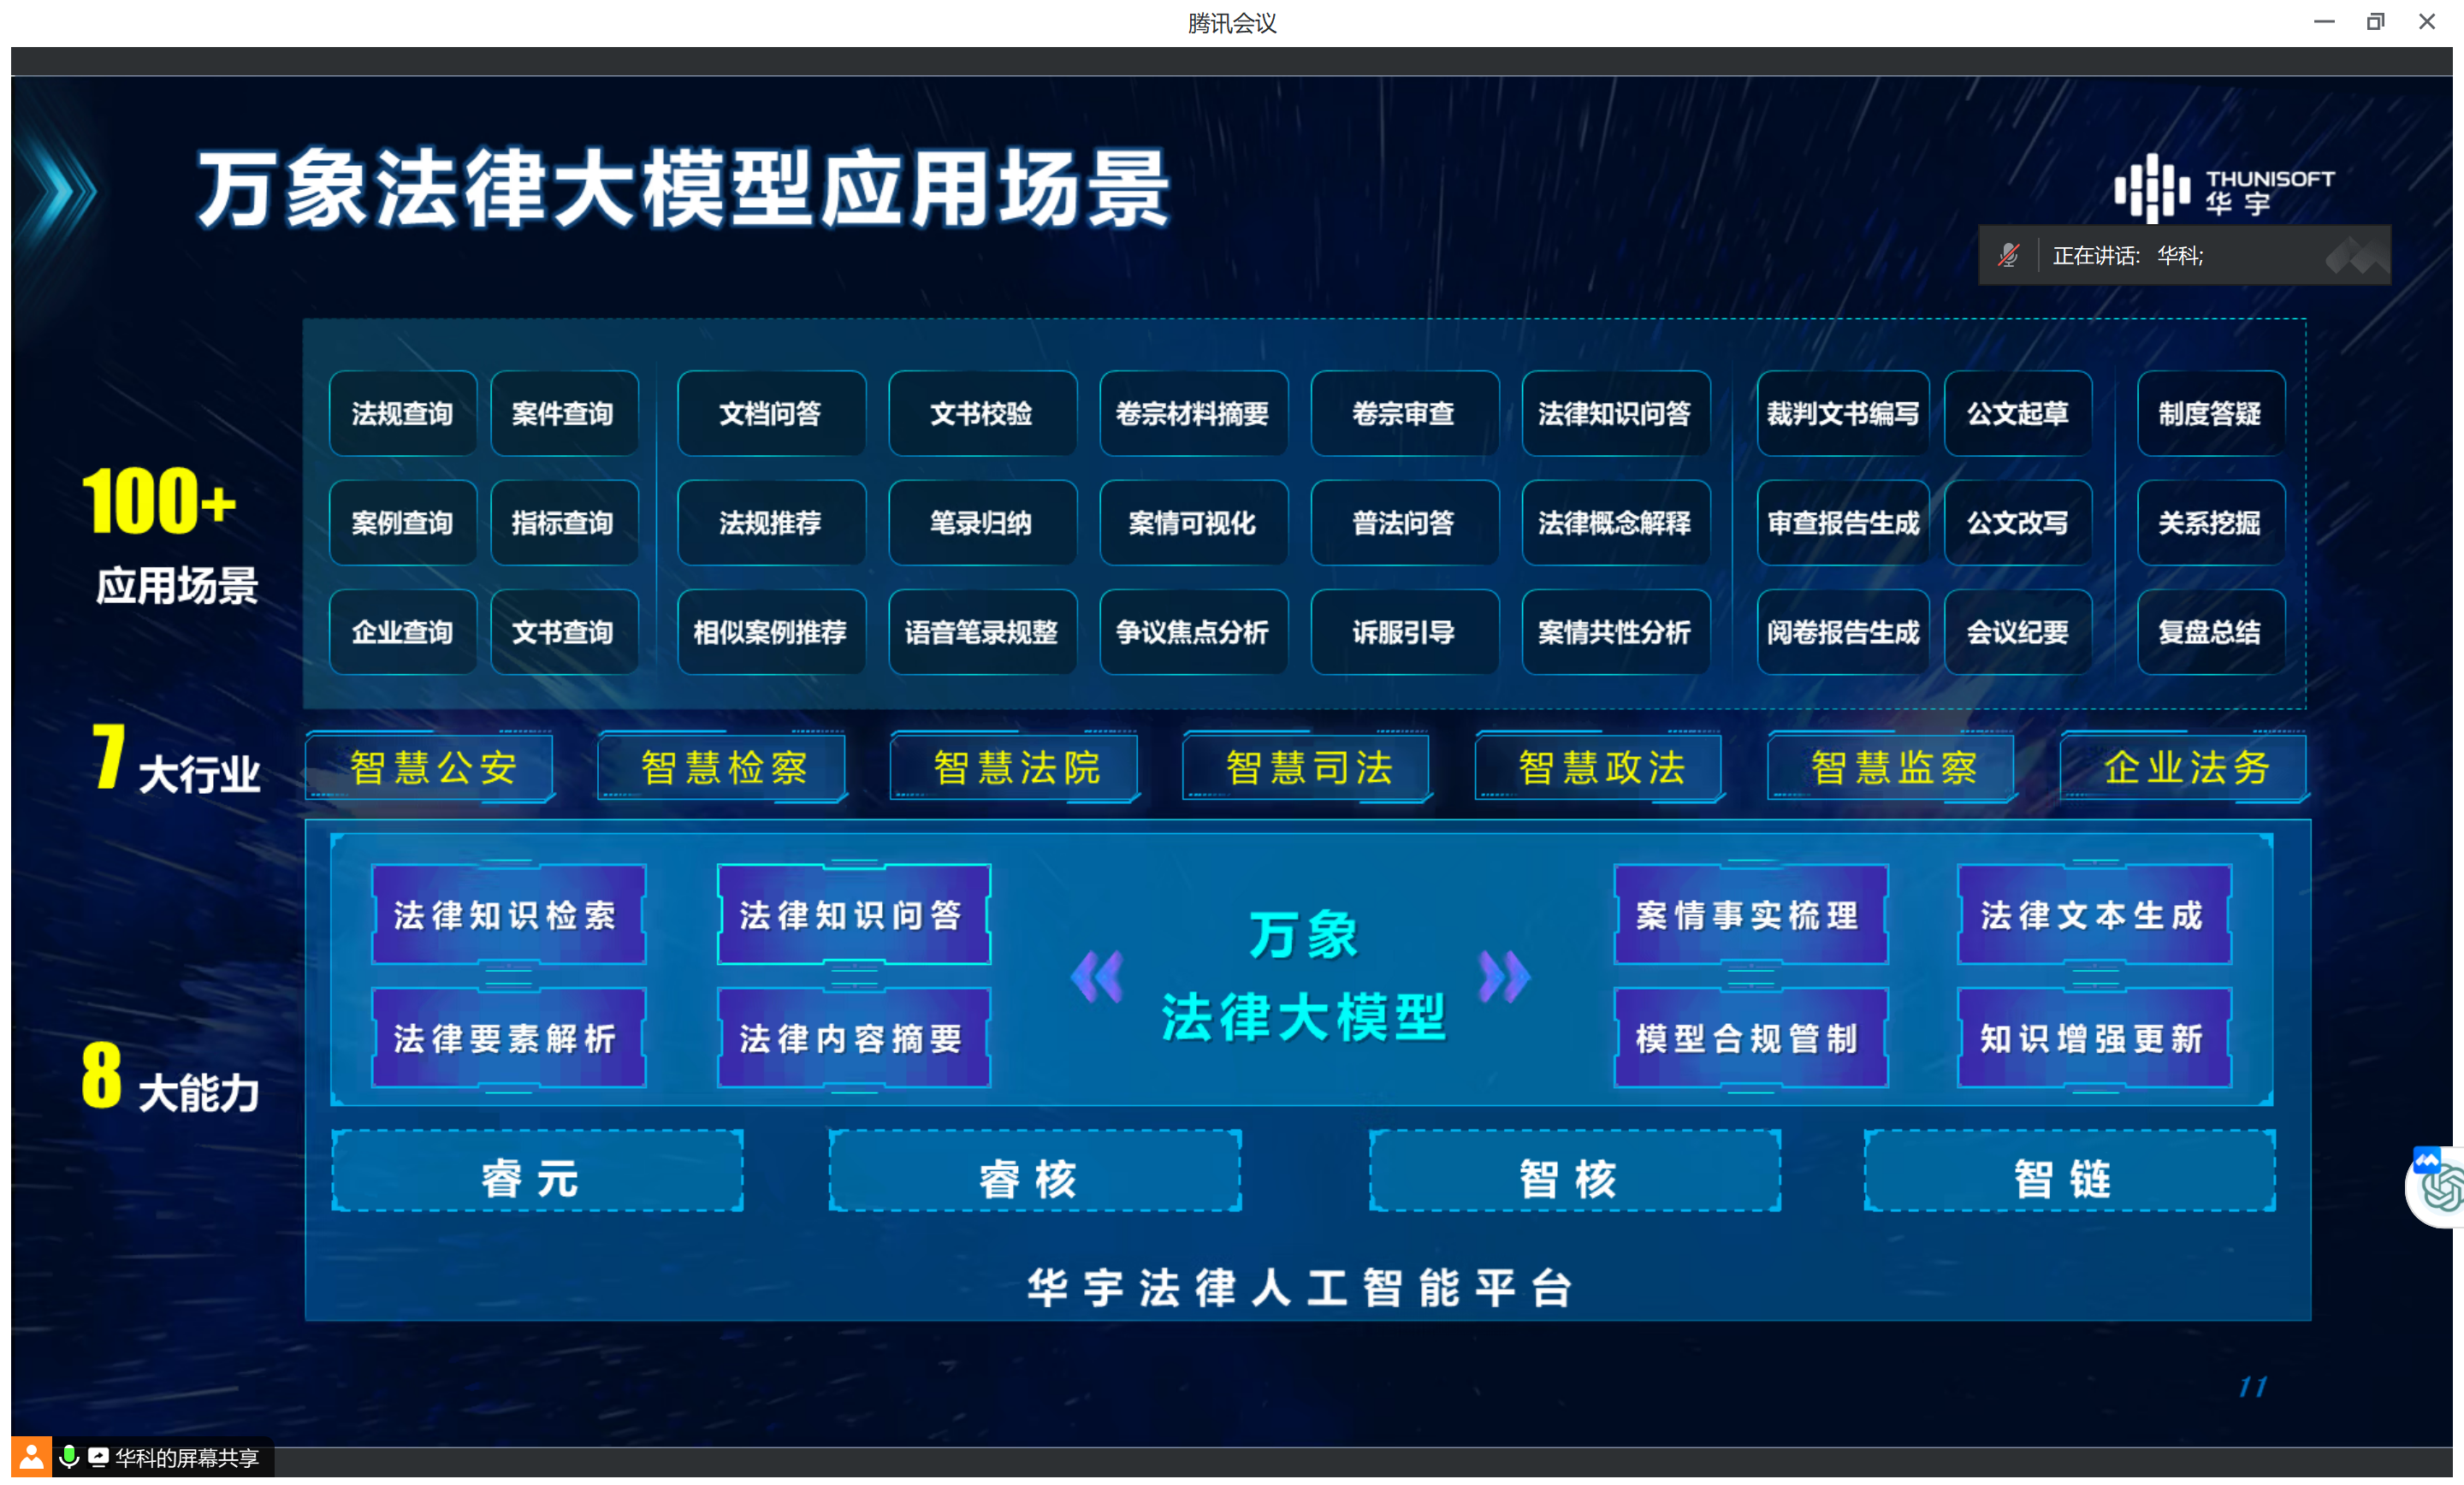 腾讯会议
万象法律大模型应用场景
THUNISOFT
华宇
正在讲话: 华科;
法规查询 案件查询 文档问答 文书校验 卷宗材料摘要 卷宗审查 法律知识问答 裁判文书编写 公文起草 制度答疑
100+
应用场景
案例查询 指标查询 法规推荐 笔录归纳 案情可视化 普法问答 法律概念解释 审查报告生成 公文改写 关系挖掘
企业查询 文书查询 相似案例推荐 语音笔录规整 争议焦点分析 诉服引导 案情共性分析 阅卷报告生成 会议纪要 复盘总结
7 大行业
智慧公安 智慧检察 智慧法院 智慧司法 智慧政法 智慧监察 企业法务
8 大能力
法律知识检索 法律知识问答 案情事实梳理 法律文本生成
万象
法律大模型
法律要素解析 法律内容摘要 模型合规管制 知识增强更新
睿元 睿核 智核 智链
华宇法律人工智能平台
11
华科的屏幕共享